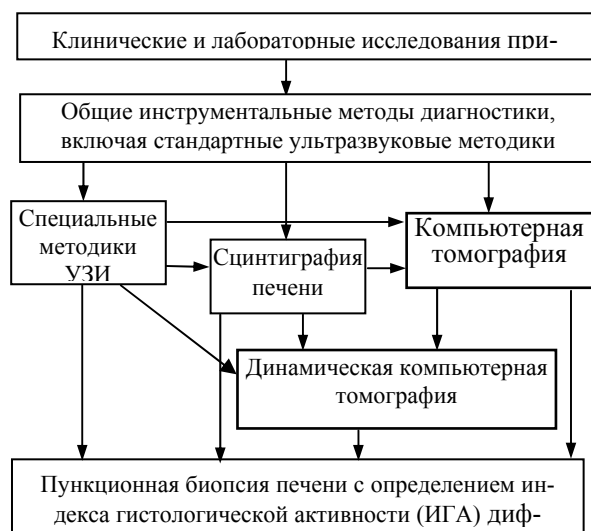 Клинические и лабораторные исследования при-
Общие инструментальные методы диагностики,
включая стандартные ультразвуковые методики
Специальные
методики
УЗИ
Сцинтиграфия
печени
Компьютерная
томография
Динамическая компьютерная
томография
Пункционная биопсия печени с определением ин-
декса гистологической активности (ИГА) диф-